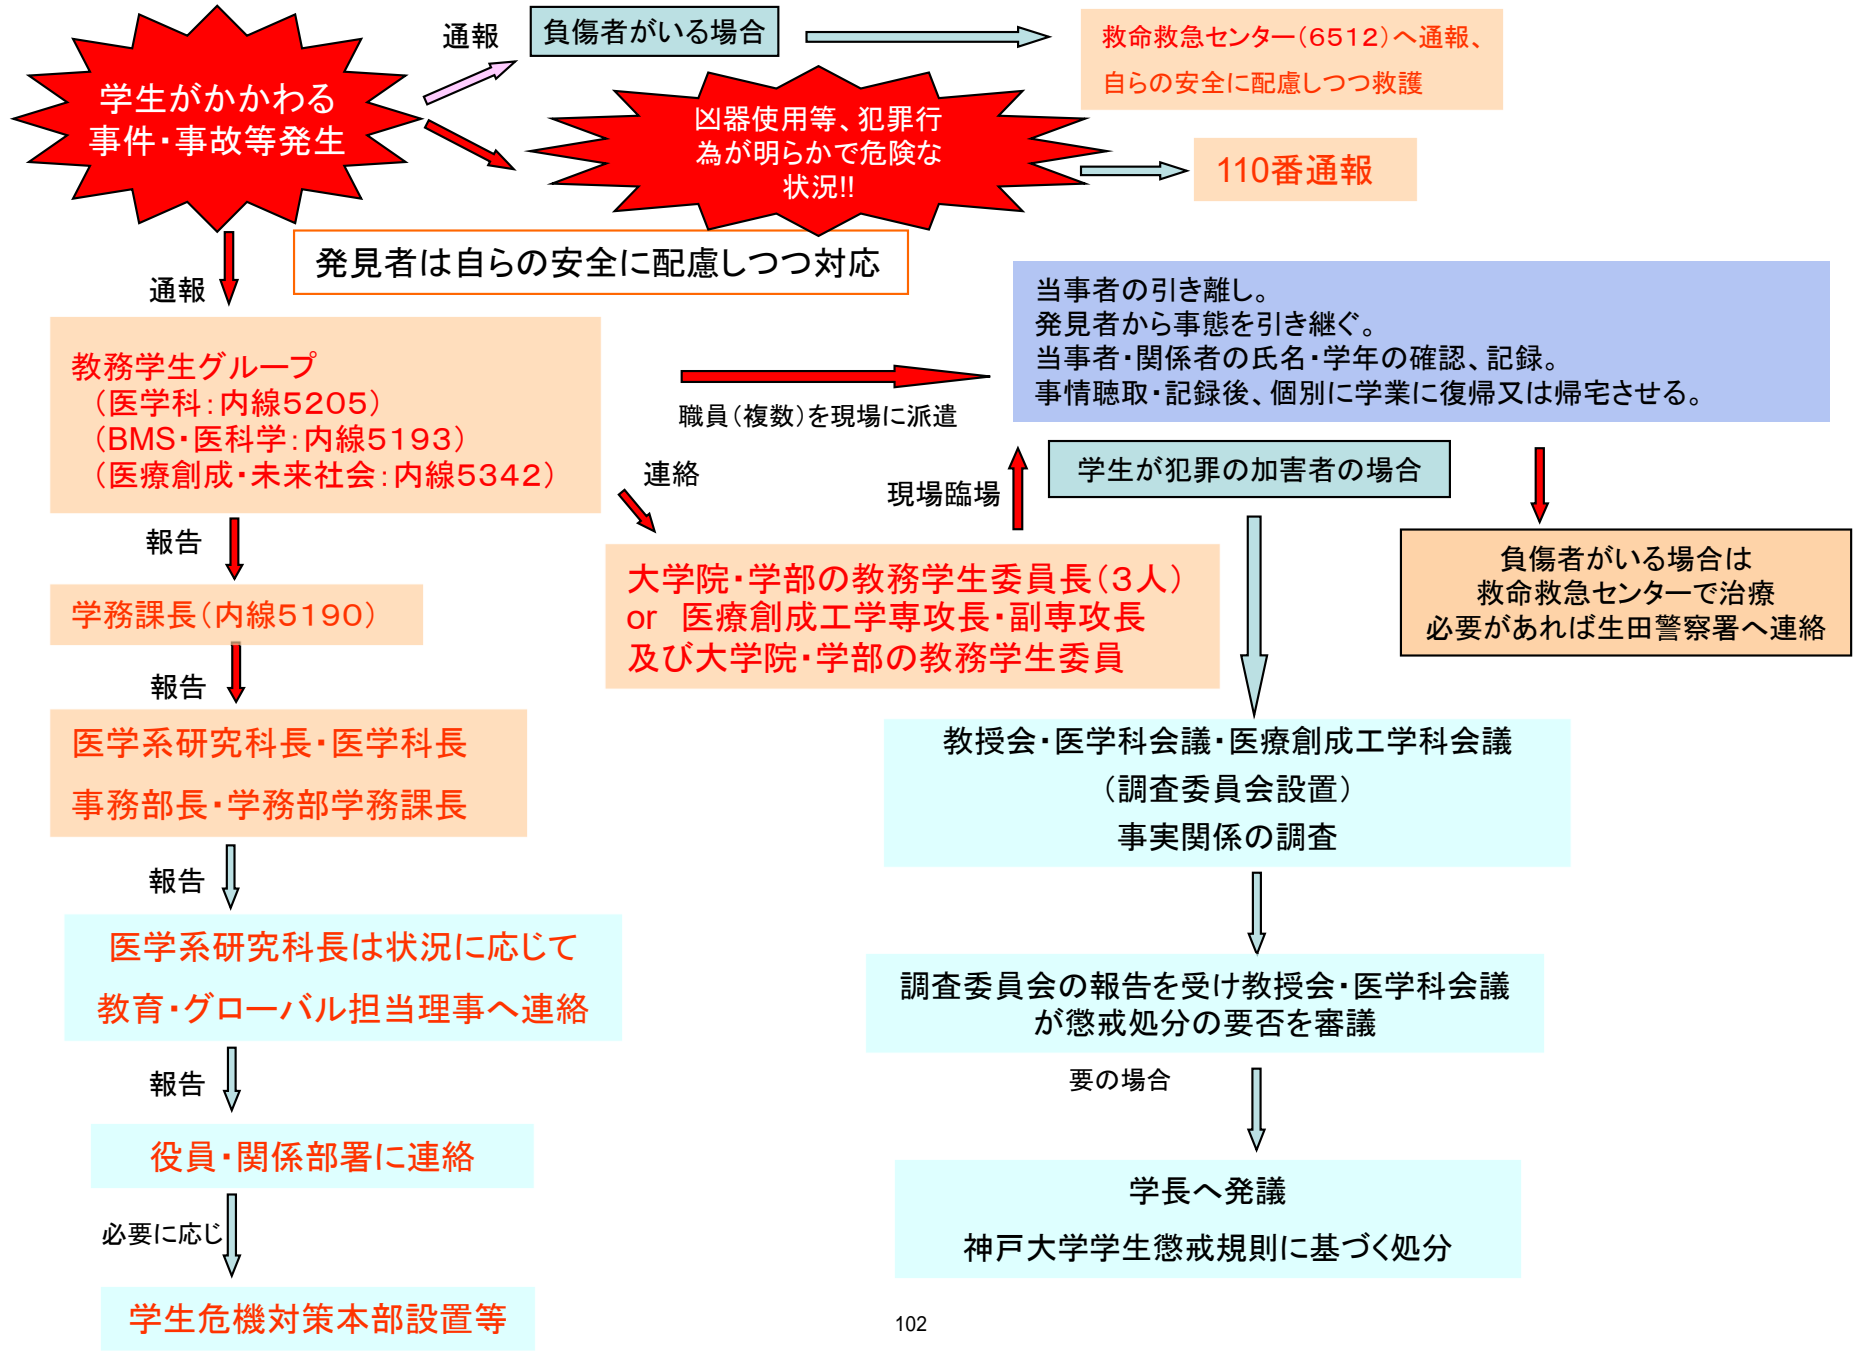 学生がかかわる
事件・事故等発生
通報
負傷者がいる場合
救命救急センター（６５１２）へ通報、
自らの安全に配慮しつつ救護
凶器使用等、犯罪行
為が明らかで危険な
状況!!
110番通報
発見者は自らの安全に配慮しつつ対応
通報
教務学生グループ
（医学科：内線５２０５）
（BMS・医科学：内線５１９３）
（医療創成・未来社会：内線５３４２）
職員（複数）を現場に派遣
当事者の引き離し。
発見者から事態を引き継ぐ。
当事者・関係者の氏名・学年の確認、記録。
事情聴取・記録後、個別に学業に復帰又は帰宅させる。
連絡
現場臨場
学生が犯罪の加害者の場合
報告
大学院・学部の教務学生委員長（３人）
or 医療創成工学専攻長・副専攻長
及び大学院・学部の教務学生委員
負傷者がいる場合は
救命救急センターで治療
必要があれば生田警察署へ連絡
学務課長（内線５１９０）
報告
医学系研究科長・医学科長
事務部長・学務部学務課長
教授会・医学科会議・医療創成工学科会議
（調査委員会設置）
事実関係の調査
報告
医学系研究科長は状況に応じて
教育・グローバル担当理事へ連絡
調査委員会の報告を受け教授会・医学科会議
が懲戒処分の要否を審議
報告
要の場合
役員・関係部署に連絡
学長へ発議
神戸大学学生懲戒規則に基づく処分
必要に応じ
学生危機対策本部設置等
102